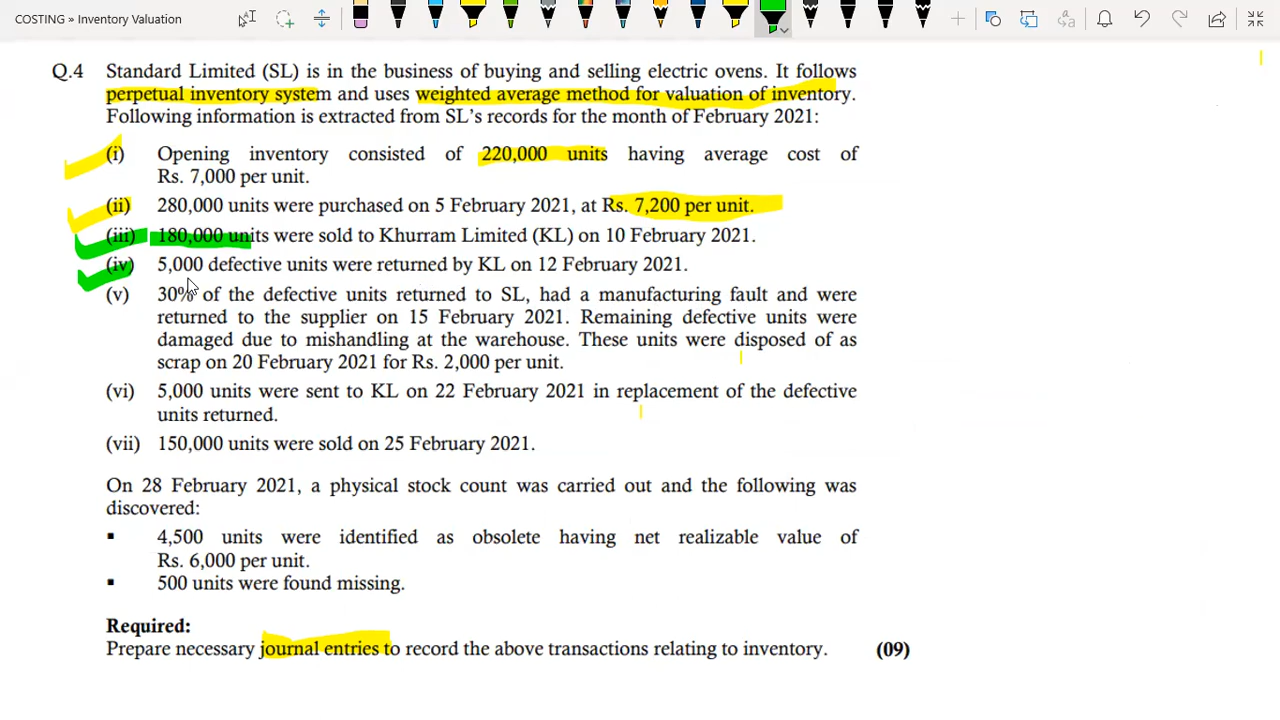 COSTING » Inventory Valuation
Q.4 Standard Limited (SL) is in the business of buying and selling electric ovens. It follows
perpetual inventory system and uses weighted average method for valuation of inventory.
Following information is extracted from SL's records for the month of February 2021:
(i) Opening inventory consisted of 220,000 units having average cost of
Rs. 7,000 per unit.
(ii) 280,000 units were purchased on 5 February 2021, at Rs. 7,200 per unit.
(iii) 180,000 units were sold to Khurram Limited (KL) on 10 February 2021.
(iv) 5,000 defective units were returned by KL on 12 February 2021.
(v) 30% of the defective units returned to SL, had a manufacturing fault and were
returned to the supplier on 15 February 2021. Remaining defective units were
damaged due to mishandling at the warehouse. These units were disposed of as
scrap on 20 February 2021 for Rs. 2,000 per unit.
(vi) 5,000 units were sent to KL on 22 February 2021 in replacement of the defective
units returned.
(vii) 150,000 units were sold on 25 February 2021.
On 28 February 2021, a physical stock count was carried out and the following was
discovered:
▪ 4,500 units were identified as obsolete having net realizable value of
Rs. 6,000 per unit.
▪ 500 units were found missing.
Required:
Prepare necessary journal entries to record the above transactions relating to inventory. (09)